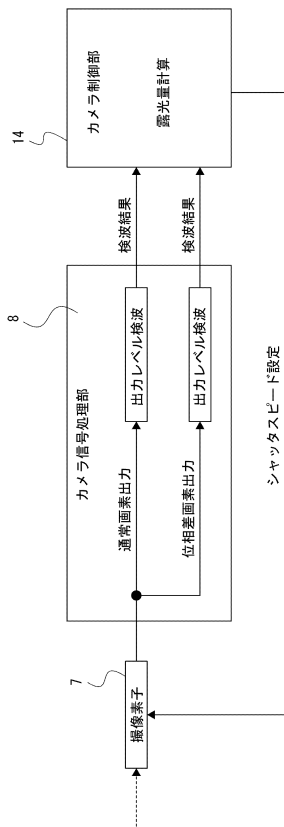 7
撮像素子
8
カメラ信号処理部
通常画素出力
出力レベル検波
検波結果
位相差画素出力
出力レベル検波
検波結果
14
カメラ制御部
露光量計算
シャッタスピード設定